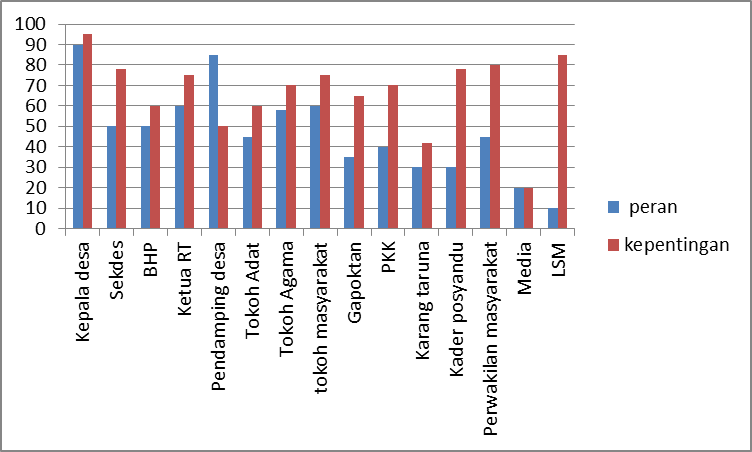 100
90
80
70
60
50
40
30
20
10
0
Kepala desa
Sekdes
BHP
Ketua RT
Pendamping desa
Tokoh Adat
Tokoh Agama
tokoh masyarakat
Gapoktan
PKK
Karang taruna
Kader posyandu
Perwakilan masyarakat
Media
LSM
peran
kepentingan